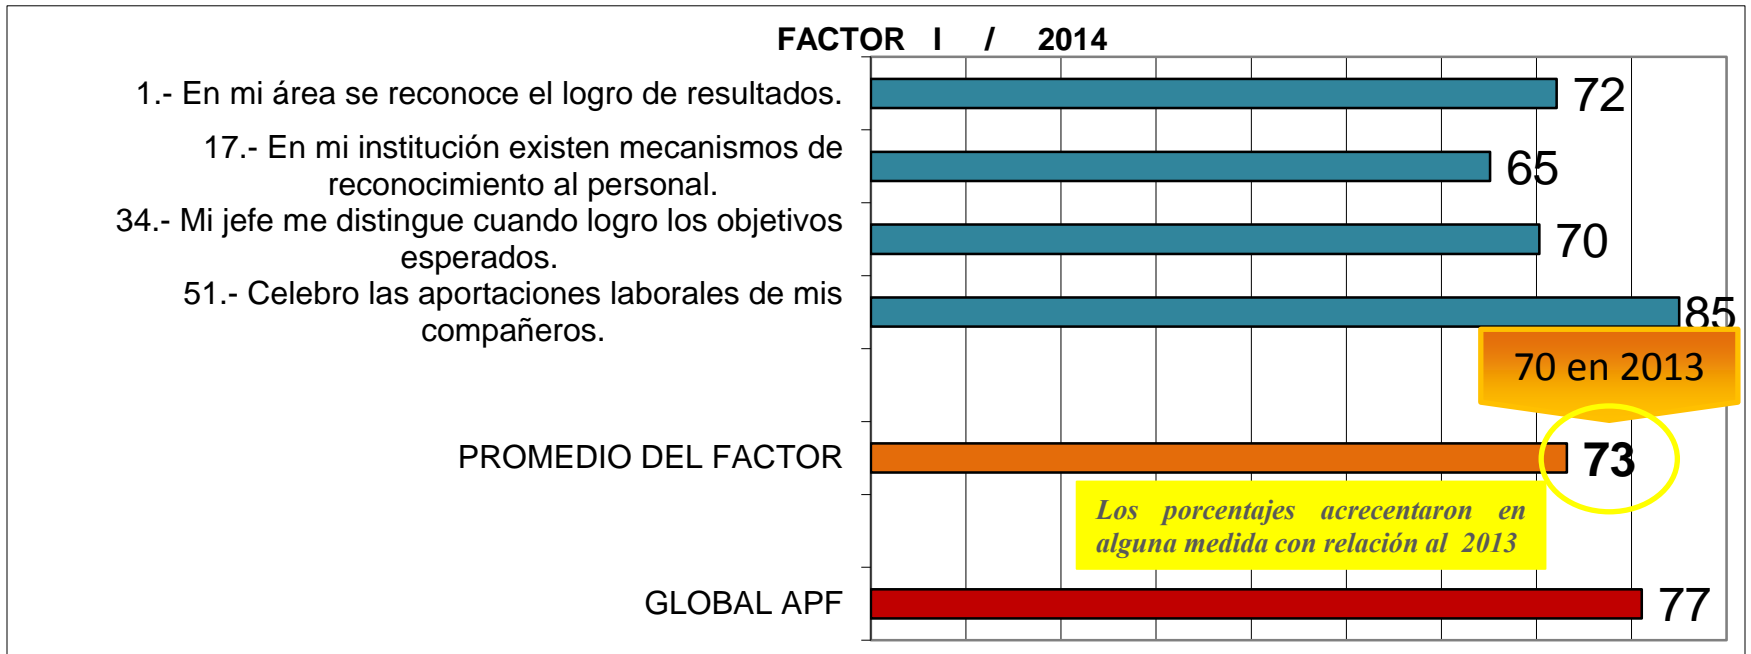 FACTOR I / 2014
1.- En mi área se reconoce el logro de resultados.
72
17.- En mi institución existen mecanismos de
reconocimiento al personal.
65
34.- Mi jefe me distingue cuando logro los objetivos
esperados.
70
51.- Celebro las aportaciones laborales de mis
compañeros.
85
70 en 2013
PROMEDIO DEL FACTOR
73
Los porcentajes acrecentaron en
alguna medida con relación al 2013
GLOBAL APF
77